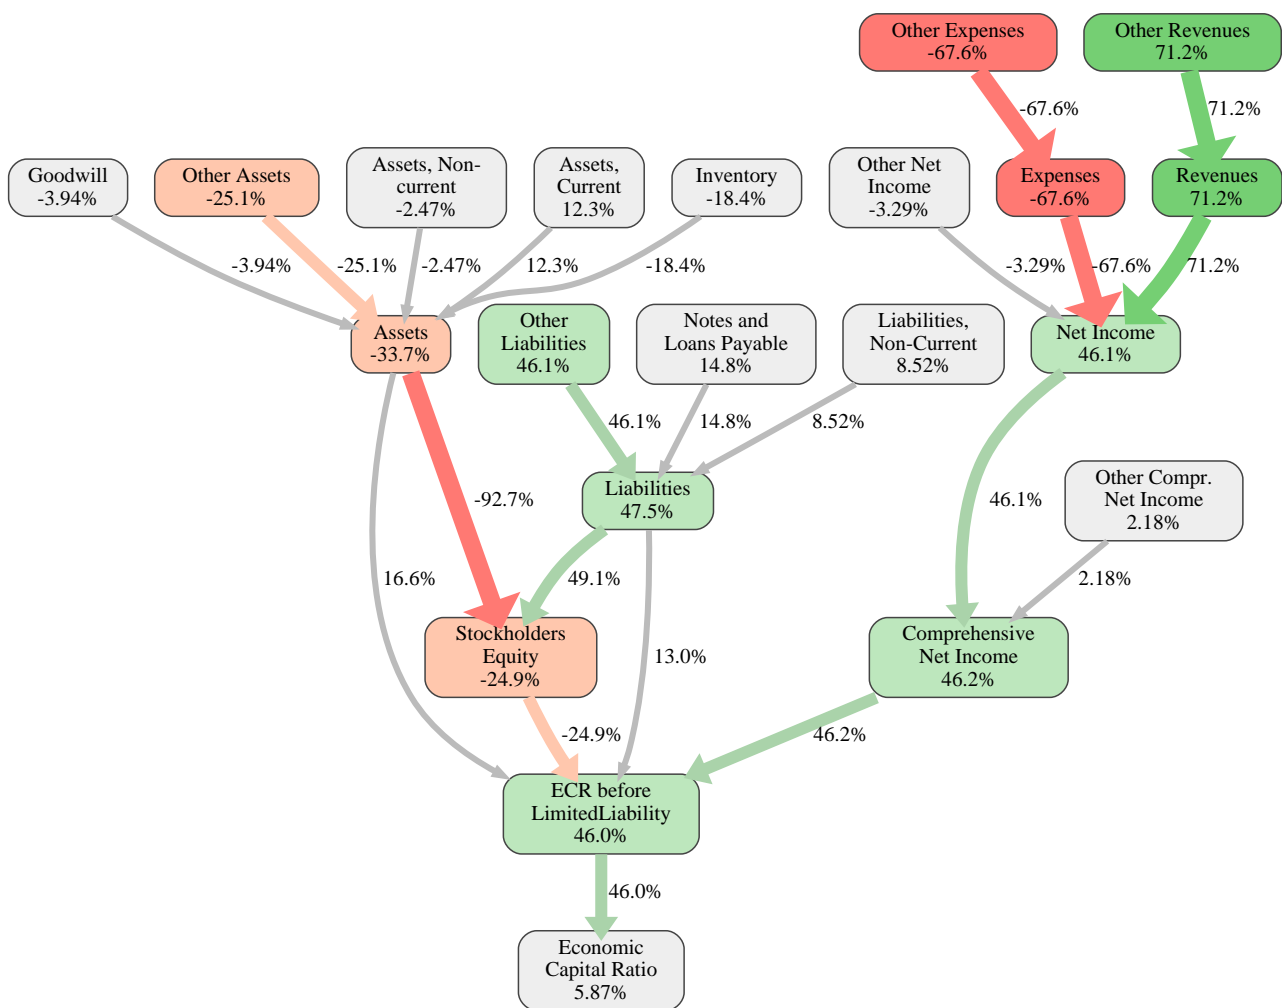 Other Expenses
-67.6%
Other Revenues
71.2%
-67.6%
71.2%
Goodwill
-3.94%
Other Assets
-25.1%
Assets, Non-
current
-2.47%
Assets,
Current
12.3%
Inventory
-18.4%
Other Net
Income
-3.29%
Expenses
-67.6%
Revenues
71.2%
-3.94%
-25.1%
-2.47%
12.3%
-18.4%
-3.29%
-67.6%
71.2%
Assets
-33.7%
Other
Liabilities
46.1%
Notes and
Loans Payable
14.8%
Liabilities,
Non-Current
8.52%
Net Income
46.1%
46.1%
14.8%
8.52%
Liabilities
47.5%
-92.7%
46.1%
Other Compr.
Net Income
2.18%
16.6%
49.1%
2.18%
Stockholders
Equity
-24.9%
13.0%
Comprehensive
Net Income
46.2%
-24.9%
46.2%
ECR before
LimitedLiability
46.0%
46.0%
Economic
Capital Ratio
5.87%